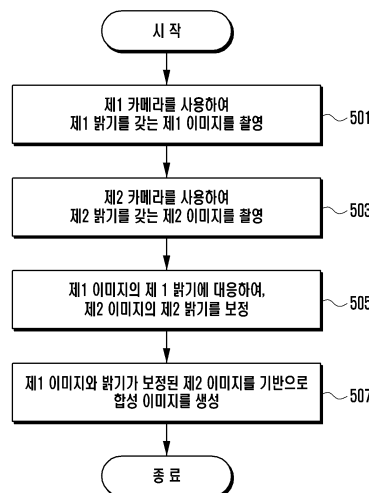 시 작
제1 카메라를 사용하여
제1 밝기를 갖는 제1 이미지를 촬영
501
제2 카메라를 사용하여
제2 밝기를 갖는 제2 이미지를 촬영
503
제1 이미지의 제 1 밝기에 대응하여,
제2 이미지의 제2 밝기를 보정
505
제1 이미지와 밝기가 보정된 제2 이미지를 기반으로
합성 이미지를 생성
507
종 료